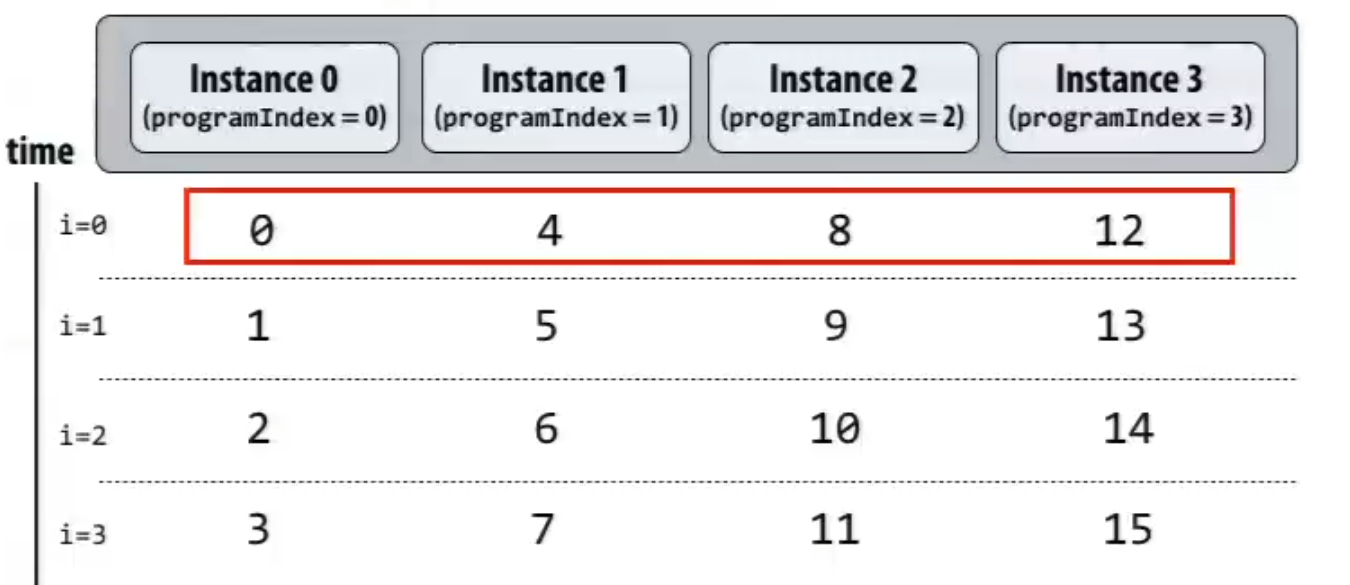 Instance 0 Instance 1 Instance 2 Instance 3
(programIndex = 0) (programIndex = 1) (programIndex = 2) (programIndex = 3)
time
i=0 0 4 8 12
i=1 1 5 9 13
i=2 2 6 10 14
i=3 3 7 11 15